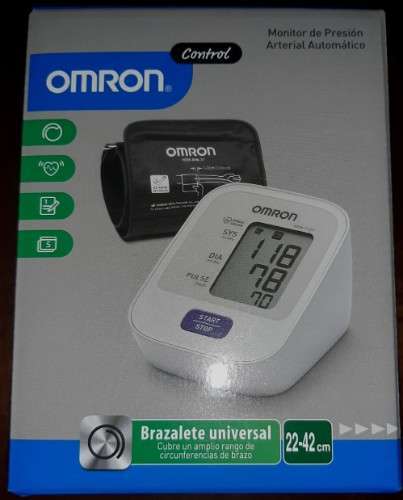 Control
Monitor de Presión
Arterial Automático
OMRON®
OMRON
OMRON
SYS
118
DIA
78
PULSE
70
START
STOP
5
Brazalete universal
Cubre un amplio rango de
circunferencias de brazo
22-42 cm